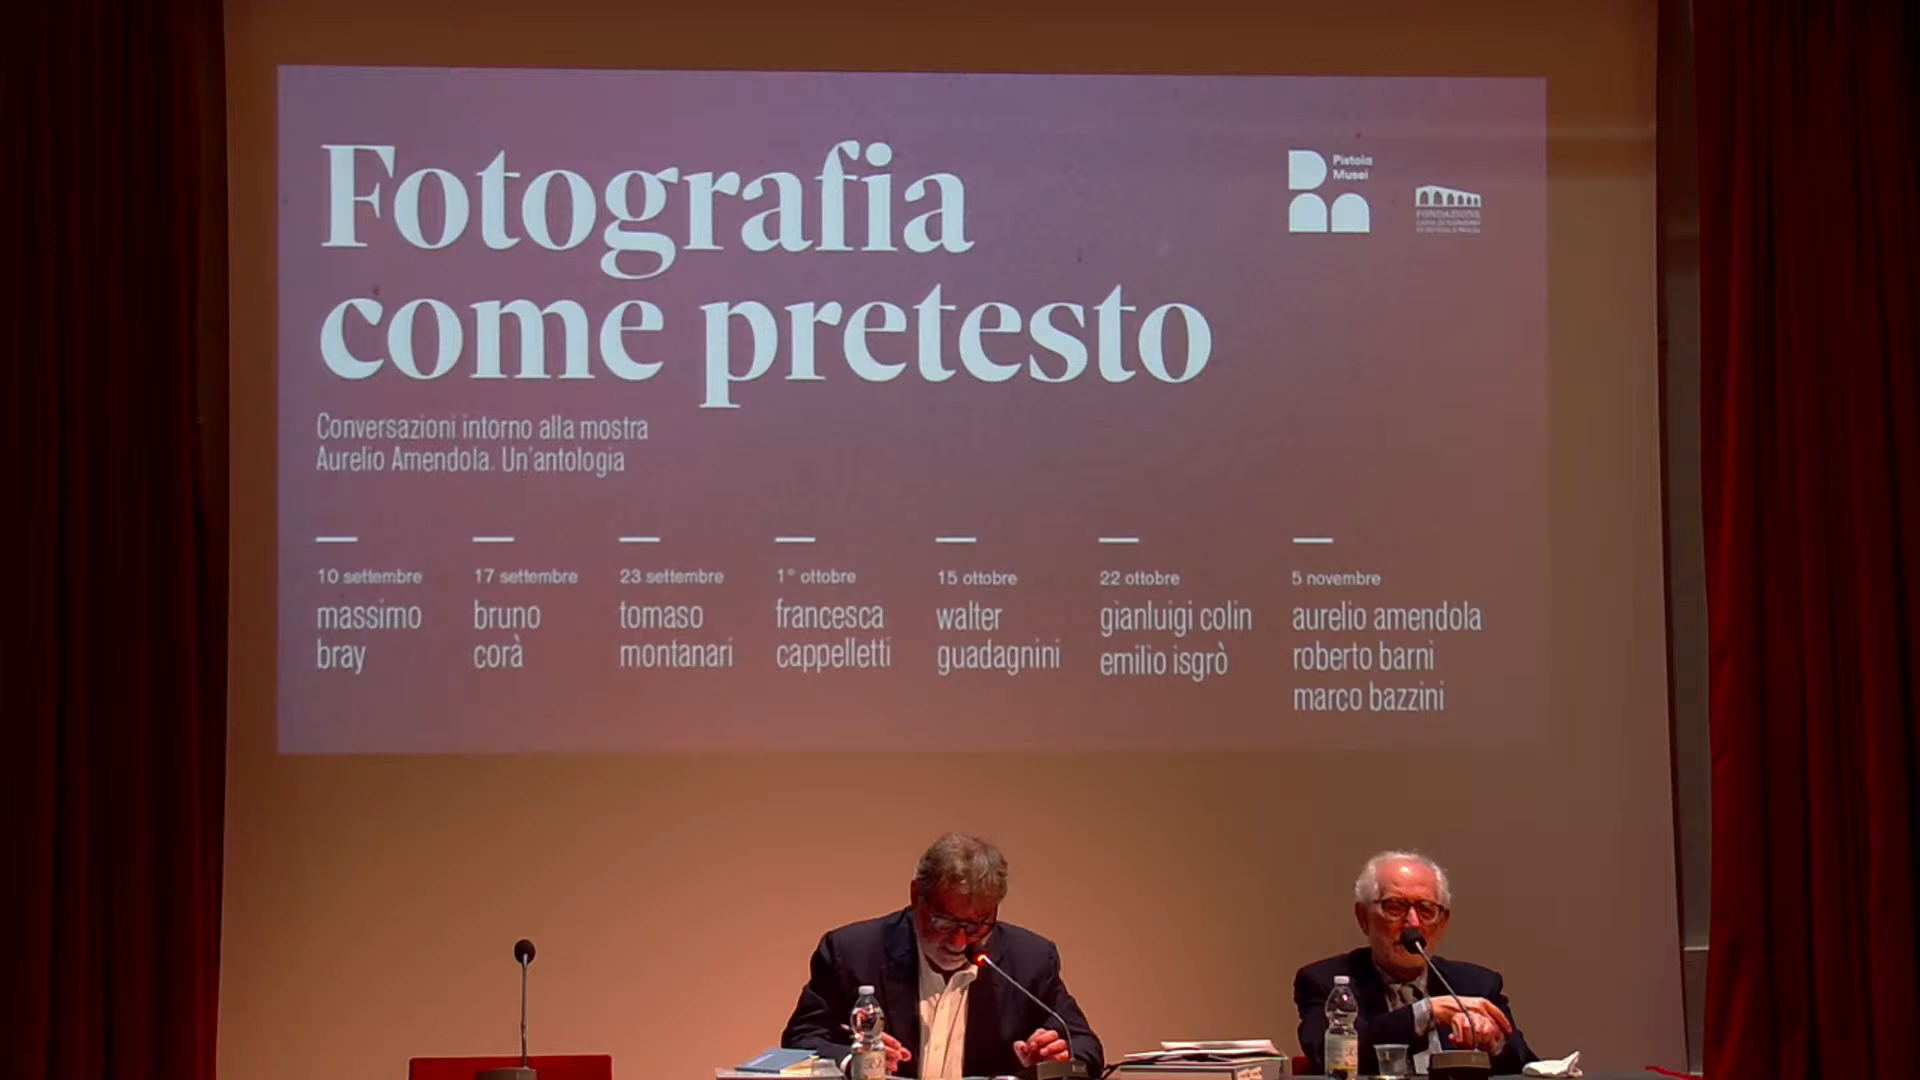 Fotografia
come pretesto
Pistoia
Musei
FONDAZIONE
Conversazioni intorno alla mostra
Aurelio Amendola. Un'antologia
10 settembre
massimo
bray
17 settembre
bruno
corà
23 settembre
tomaso
montanari
1° ottobre
francesca
cappelletti
15 ottobre
walter
guadagnini
22 ottobre
gianluigi colin
emilio isgrò
5 novembre
aurelio amendola
roberto barni
marco bazzini